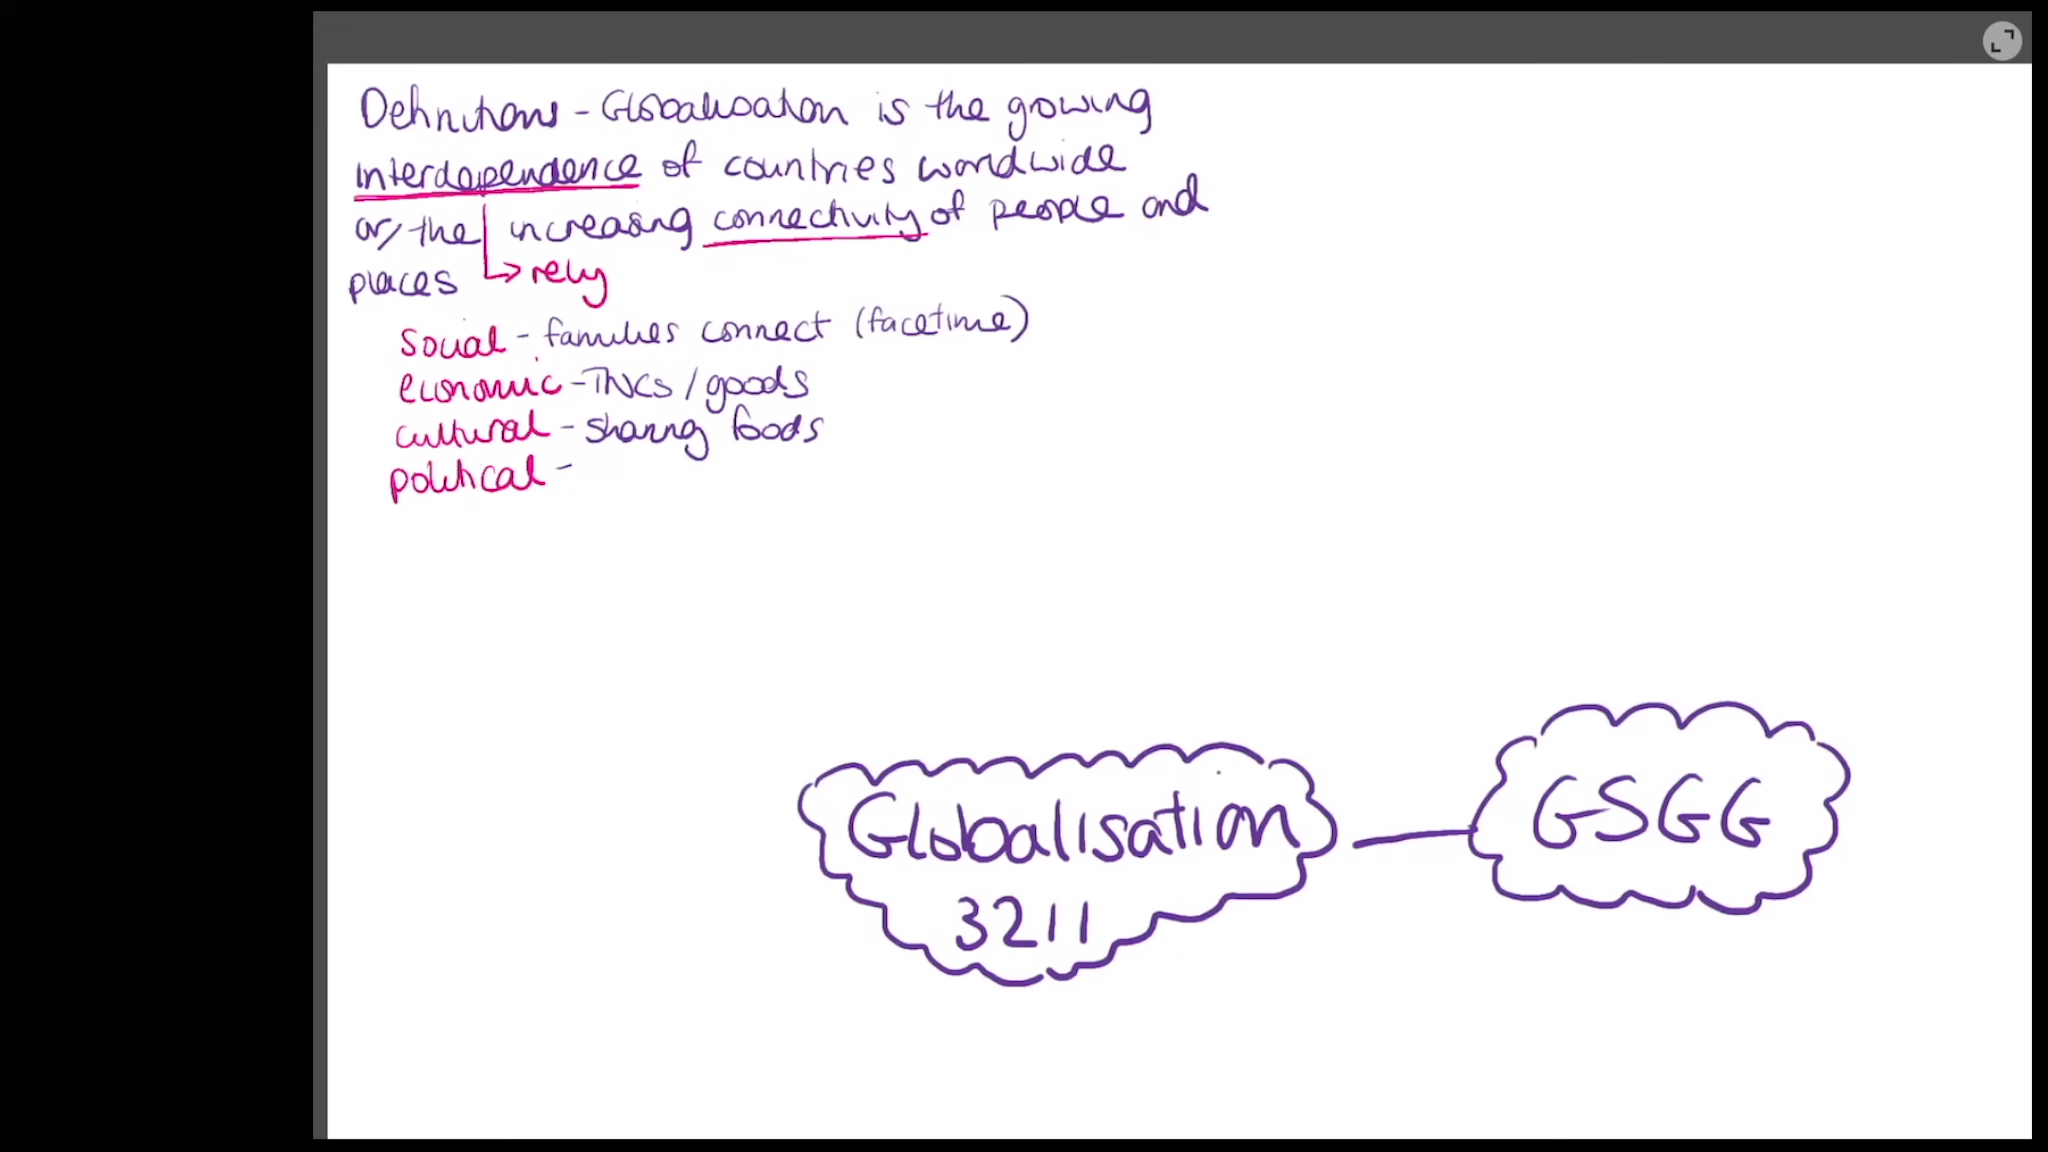 Definitions - Globalisation is the growing
interdependence of countries worldwide
or, the increasing connectivity of people and
places → rely
social - families connect (facetime)
economic - TNCs / goods
cultural - sharing foods
political -
Globalisation
3211
GSGG